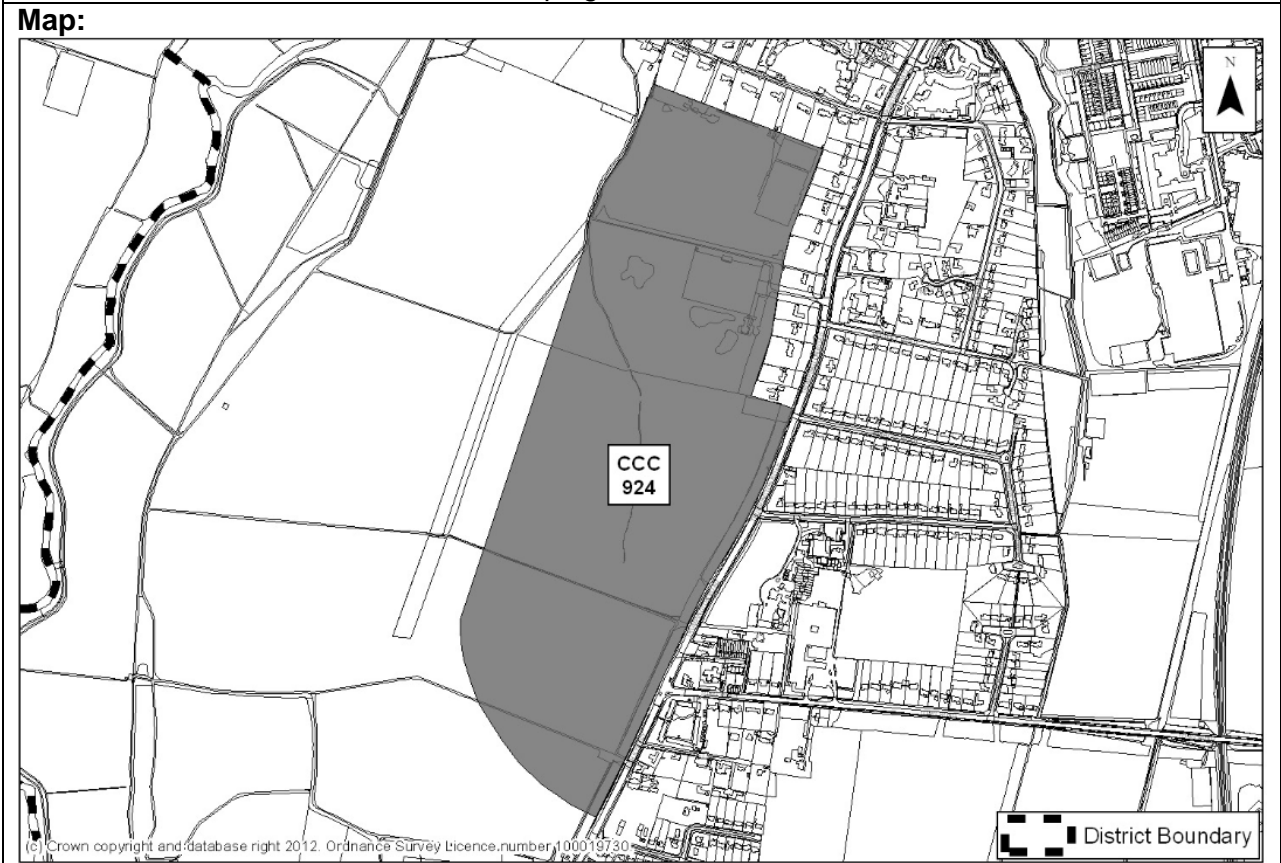 Map:
N
CCC
924
District Boundary
(c) Crown copyright and database right 2012. Ordnance Survey Licence number 100019730